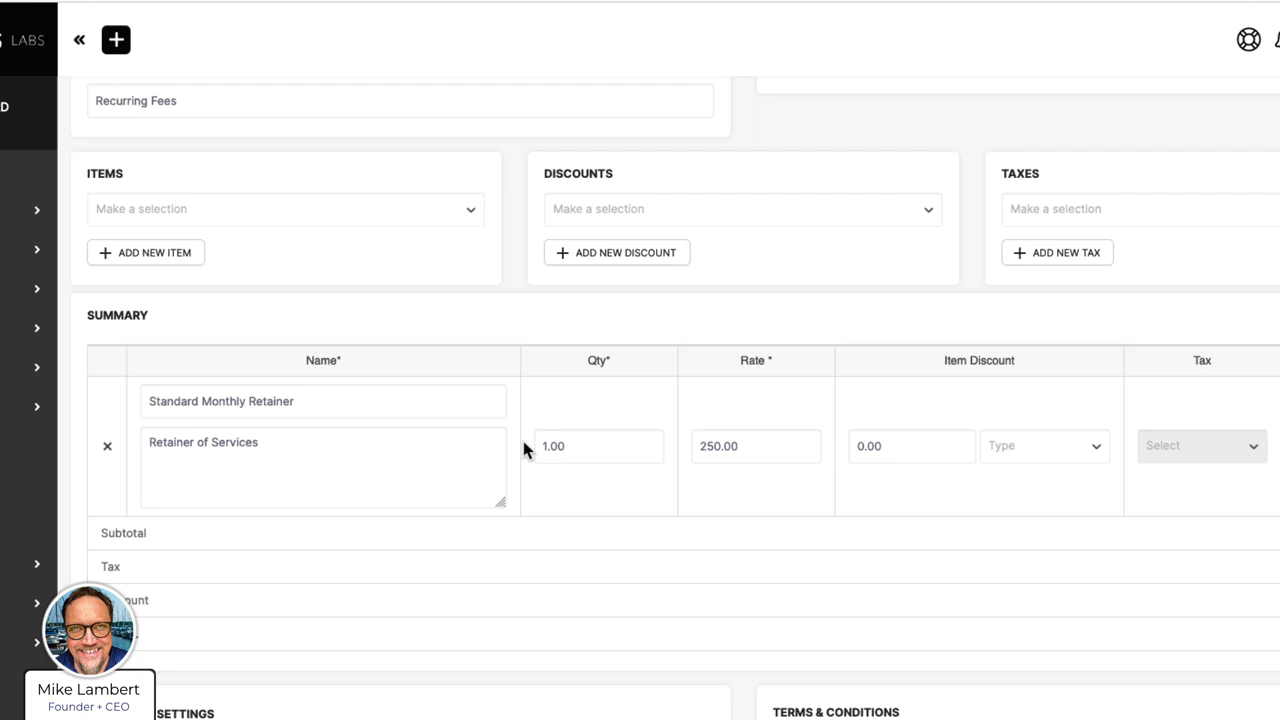 LABS
Recurring Fees
ITEMS
Make a selection
ADD NEW ITEM
DISCOUNTS
Make a selection
ADD NEW DISCOUNT
TAXES
Make a selection
ADD NEW TAX
SUMMARY
Name* Qty* Rate * Item Discount Tax
Standard Monthly Retainer
Retainer of Services
1.00 250.00 0.00 Type Select
Subtotal
Tax
ount
Mike Lambert
Founder + CEO
SETTINGS
TERMS & CONDITIONS